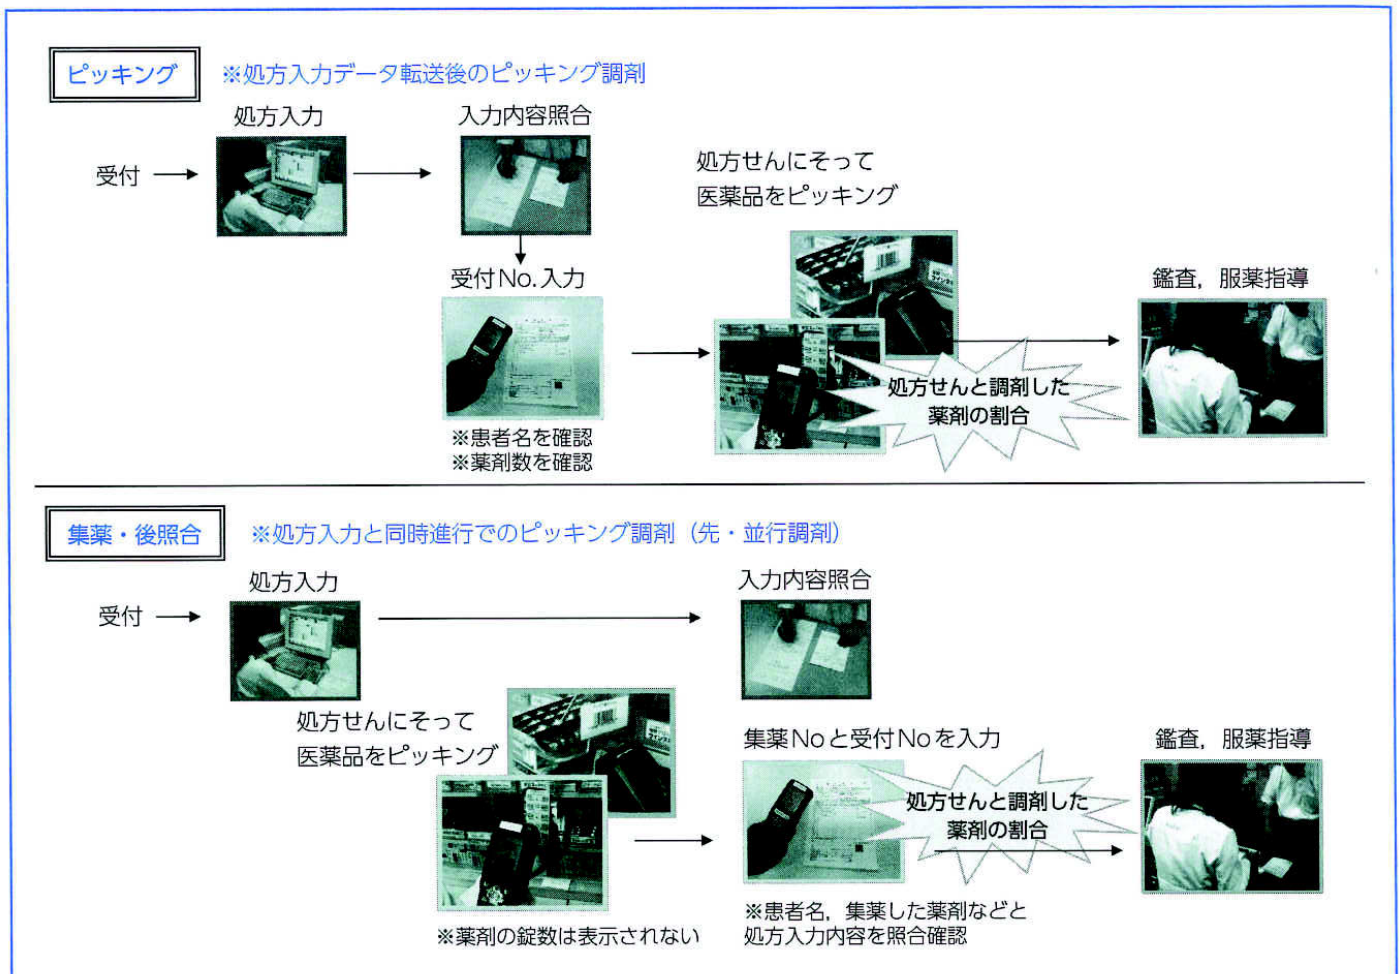 ピッキング
※処方入力データ転送後のピッキング調剤
処方入力
入力内容照合
受付
処方せんにそって
医薬品をピッキング
受付No.入力
鑑査，服薬指導
処方せんと調剤した
薬剤の割合
※患者名を確認
※薬剤数を確認
集薬・後照合
※処方入力と同時進行でのピッキング調剤（先・並行調剤）
処方入力
入力内容照合
受付
処方せんにそって
医薬品をピッキング
集薬Noと受付Noを入力
鑑査，服薬指導
処方せんと調剤した
薬剤の割合
※薬剤の錠数は表示されない
※患者名，集薬した薬剤などと
処方入力内容を照合確認